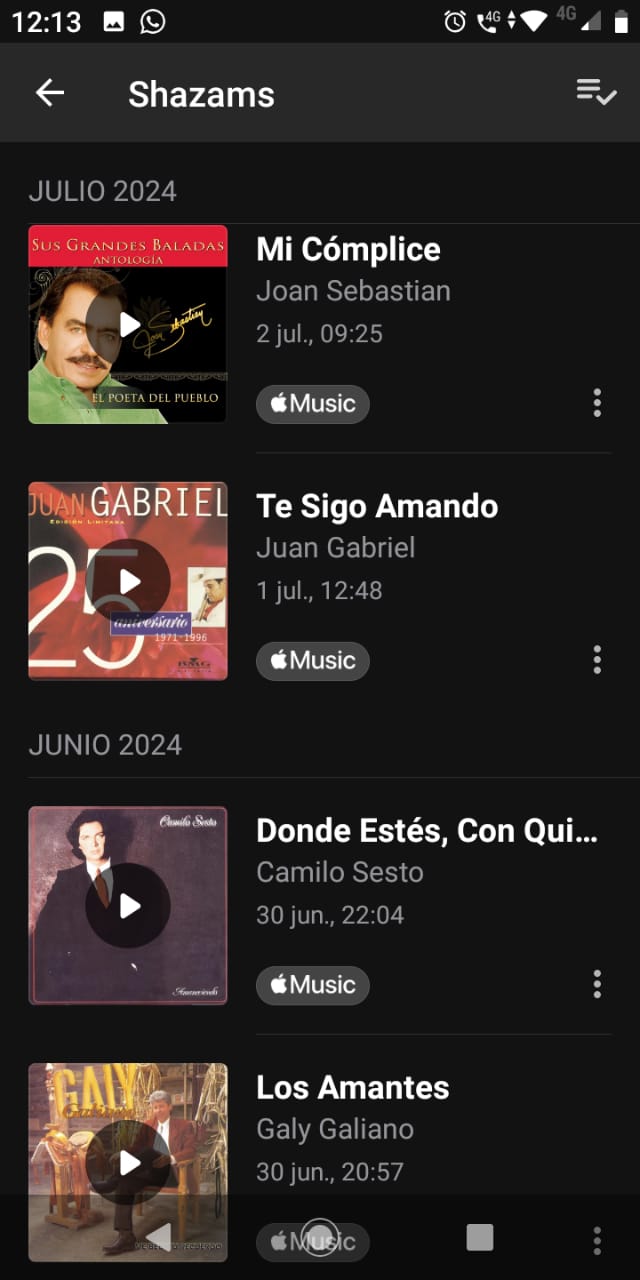 12:13
4G
4G
Shazams
JULIO 2024
SUS GRANDES BALADAS
ANTOLOGÍA
Joan Sebastian
EL POETA DEL PUEBLO
Mi Cómplice
Joan Sebastian
2 jul., 09:25
Music
JUAN GABRIEL
EDICIÓN LIMITADA
25
aniversario
1971-1996
BMG
Te Sigo Amando
Juan Gabriel
1 jul., 12:48
Music
JUNIO 2024
Camilo Sesto
Amaneciendo
Donde Estés, Con Qui...
Camilo Sesto
30 jun., 22:04
Music
GALY
Galiano
Los Amantes
Galy Galiano
30 jun., 20:57
Music